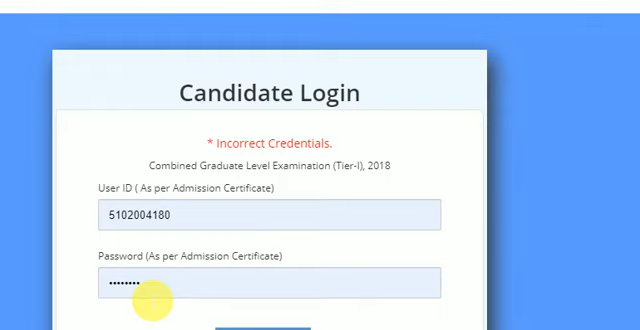 Candidate Login
* Incorrect Credentials.
Combined Graduate Level Examination (Tier-I), 2018
User ID ( As per Admission Certificate)
5102004180
Password (As per Admission Certificate)
••••••••